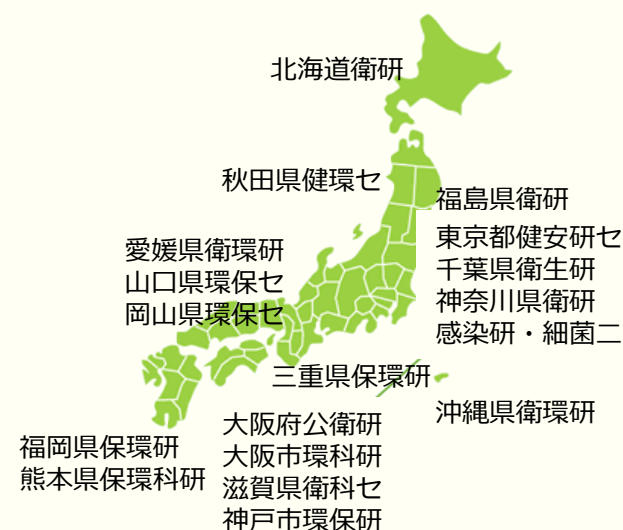 北海道衛研
秋田県健環セ
福島県衛研
東京都健安研セ
千葉県衛生研
神奈川県衛研
感染研・細菌二
愛媛県衛環研
山口県環保セ
岡山県環保セ
三重県保環研
沖縄県衛環研
大阪府公衛研
大阪市環科研
滋賀県衛科セ
神戸市環保研
福岡県保環研
熊本県保環科研